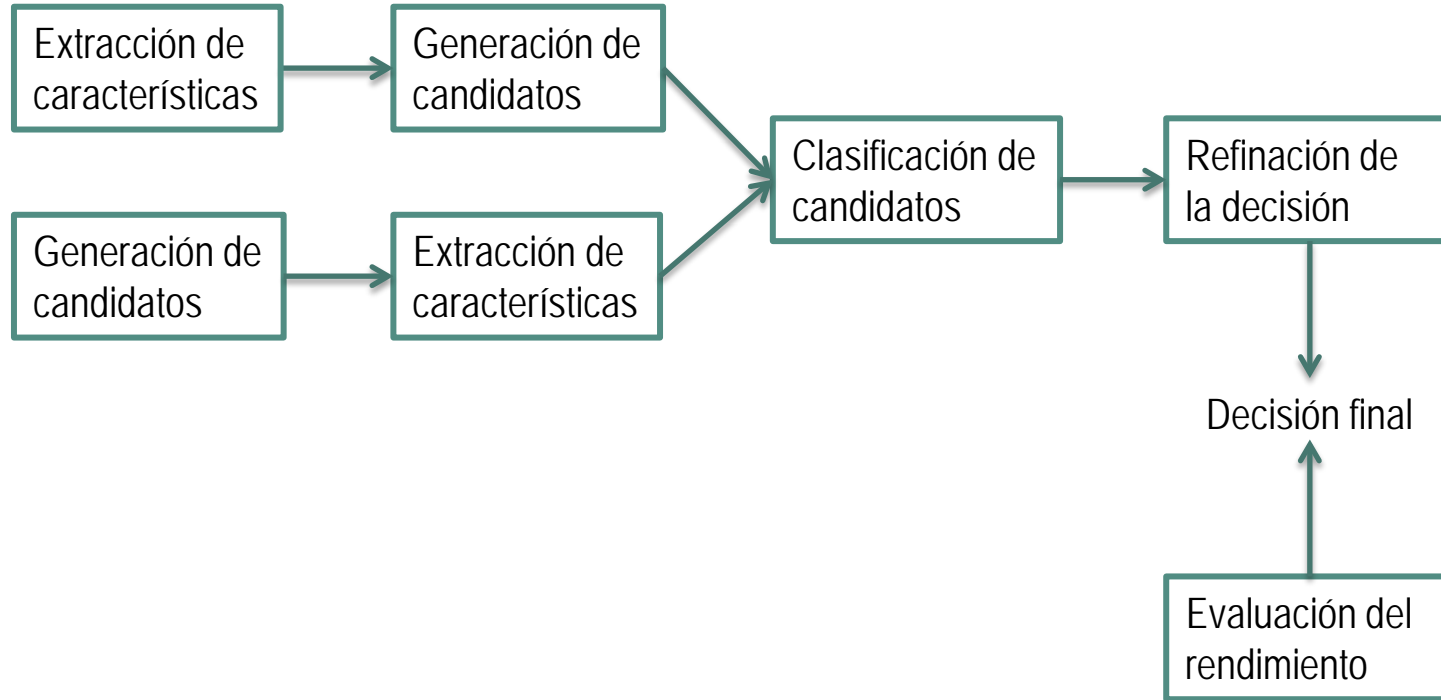 Extracción de
características
Generación de
candidatos
Clasificación de
candidatos
Refinación de
la decisión
Generación de
candidatos
Extracción de
características
Decisión final
Evaluación del
rendimiento